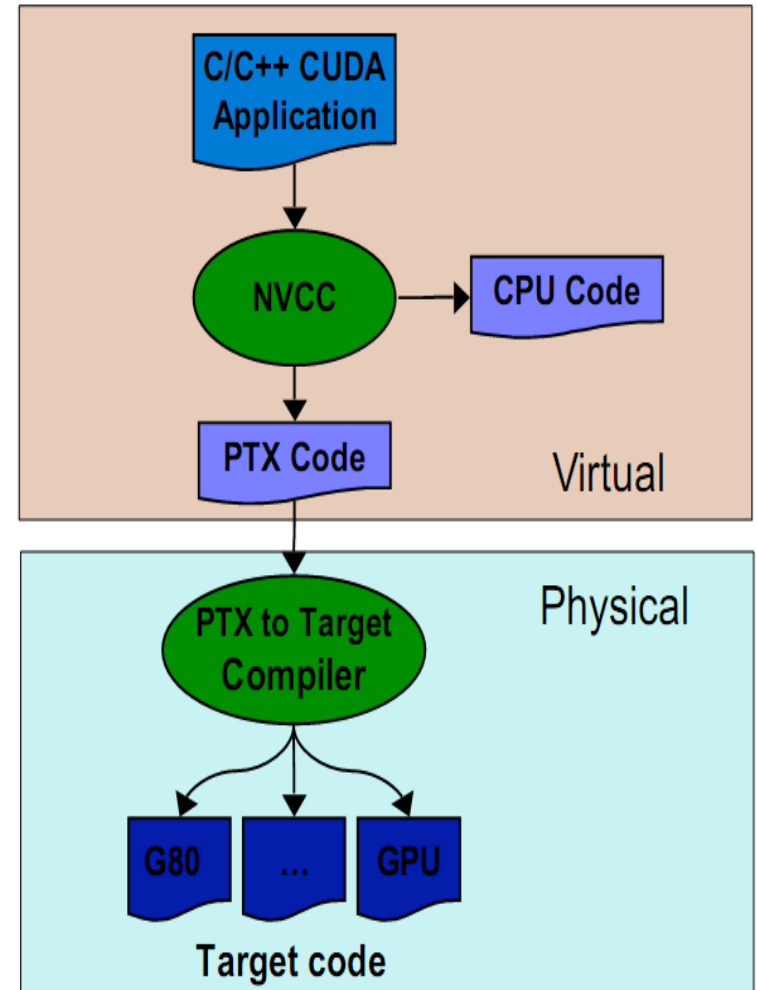 C/C++ CUDA
Application
NVCC
CPU Code
PTX Code
Virtual
Physical
PTX to Target
Compiler
G80
...
GPU
Target code